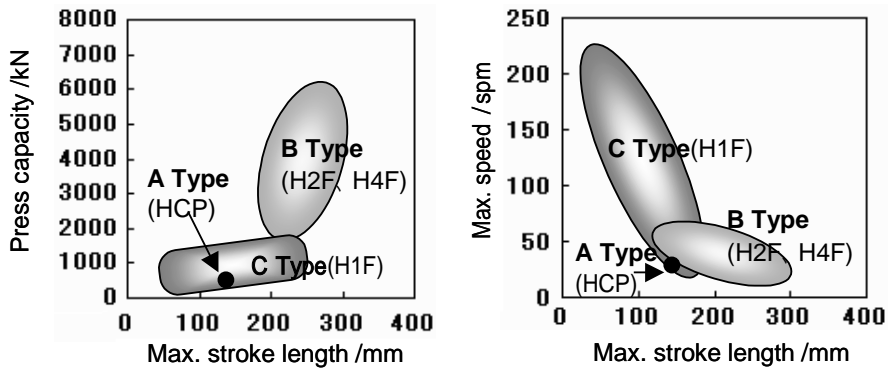 Press capacity /kN
8000
7000
6000
5000
4000
3000
2000
1000
0
B Type
(H2F、H4F)
A Type
(HCP)
C Type(H1F)
0 100 200 300 400
Max. stroke length /mm
Max. speed / spm
250
200
150
100
50
0
C Type(H1F)
B Type
(H2F、H4F)
A Type
(HCP)
0 100 200 300 400
Max. stroke length /mm